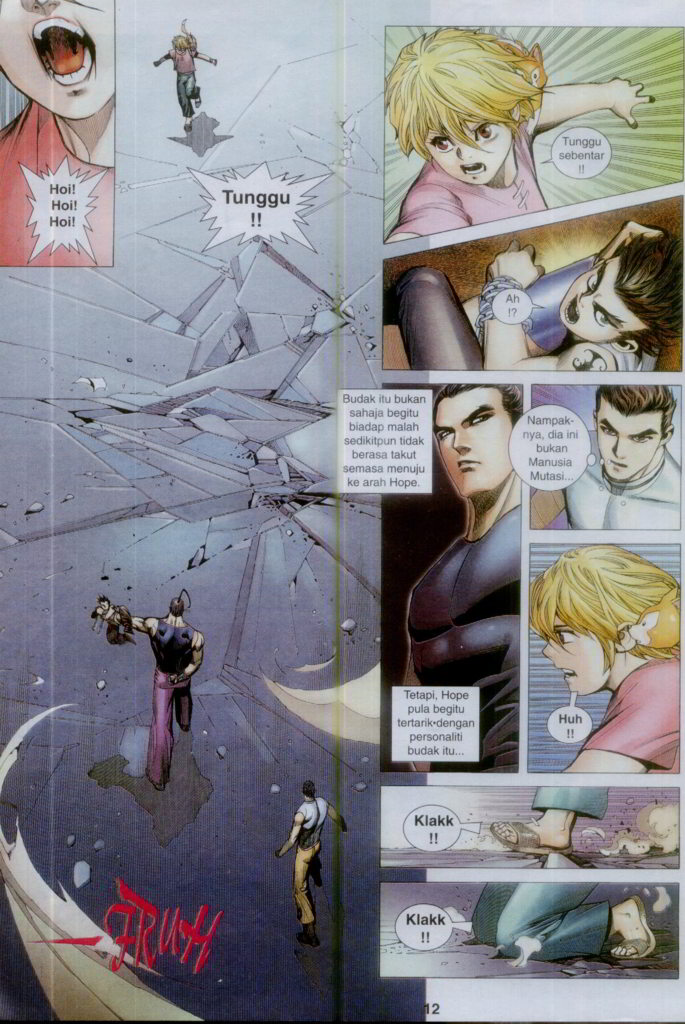 Hoi!
Hoi!
Hoi!
Tunggu
!!
FRUH
Tunggu
sebentar
!!
Ah
!?
Budak itu bukan
sahaja begitu
biadap malah
sedikitpun tidak
berasa takut
semasa menuju
ke arah Hope.
Nampak-
nya, dia ini
bukan
Manusia
Mutasi...
Tetapi, Hope
pula begitu
tertarik•dengan
personaliti
budak itu...
Huh
!!
Klakk
!!
Klakk
!!
12